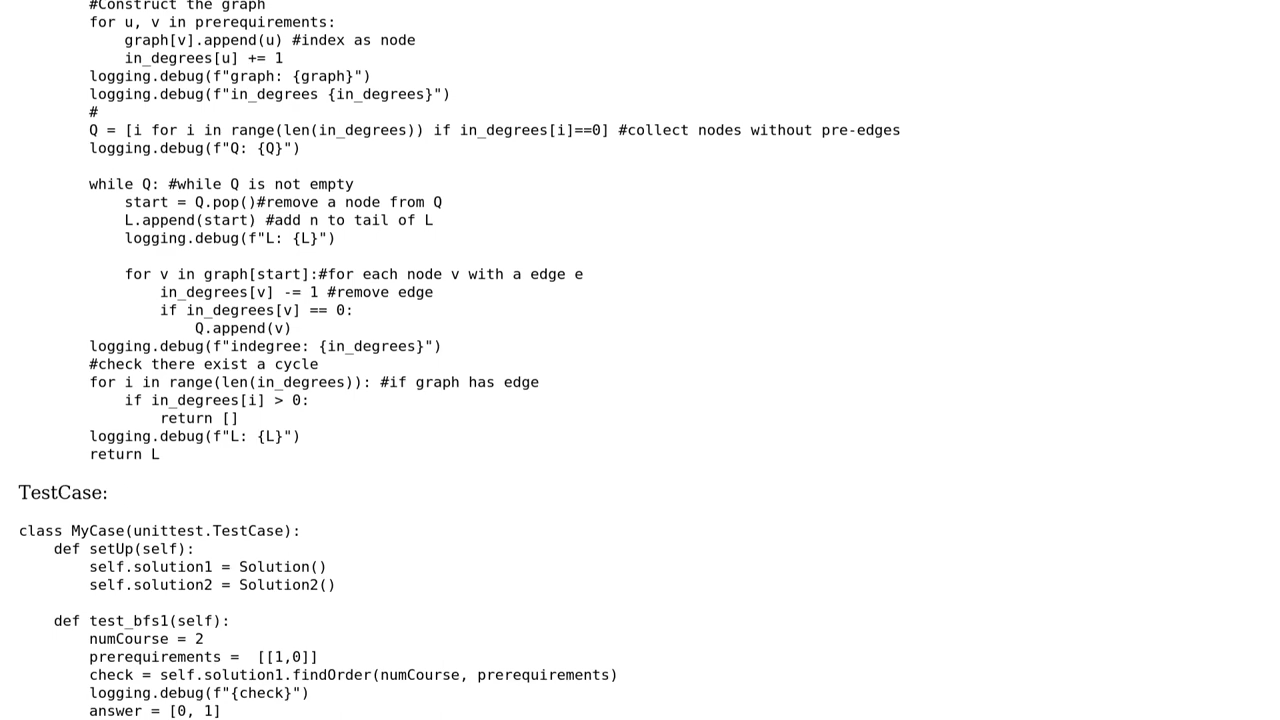 #Construct the graph
        for u, v in prerequirements:
            graph[v].append(u) #index as node
            in_degrees[u] += 1
        logging.debug(f"graph: {graph}")
        logging.debug(f"in_degrees {in_degrees}")
        #
        Q = [i for i in range(len(in_degrees)) if in_degrees[i]==0] #collect nodes without pre-edges
        logging.debug(f"Q: {Q}")

        while Q: #while Q is not empty
            start = Q.pop()#remove a node from Q
            L.append(start) #add n to tail of L
            logging.debug(f"L: {L}")

            for v in graph[start]:#for each node v with a edge e
                in_degrees[v] -= 1 #remove edge
                if in_degrees[v] == 0:
                    Q.append(v)
        logging.debug(f"indegree: {in_degrees}")
        #check there exist a cycle
        for i in range(len(in_degrees)): #if graph has edge
            if in_degrees[i] > 0:
                return []
        logging.debug(f"L: {L}")
        return L

TestCase:

class MyCase(unittest.TestCase):
    def setUp(self):
        self.solution1 = Solution()
        self.solution2 = Solution2()

    def test_bfs1(self):
        numCourse = 2
        prerequirements =  [[1,0]]
        check = self.solution1.findOrder(numCourse, prerequirements)
        logging.debug(f"{check}")
        answer = [0, 1]